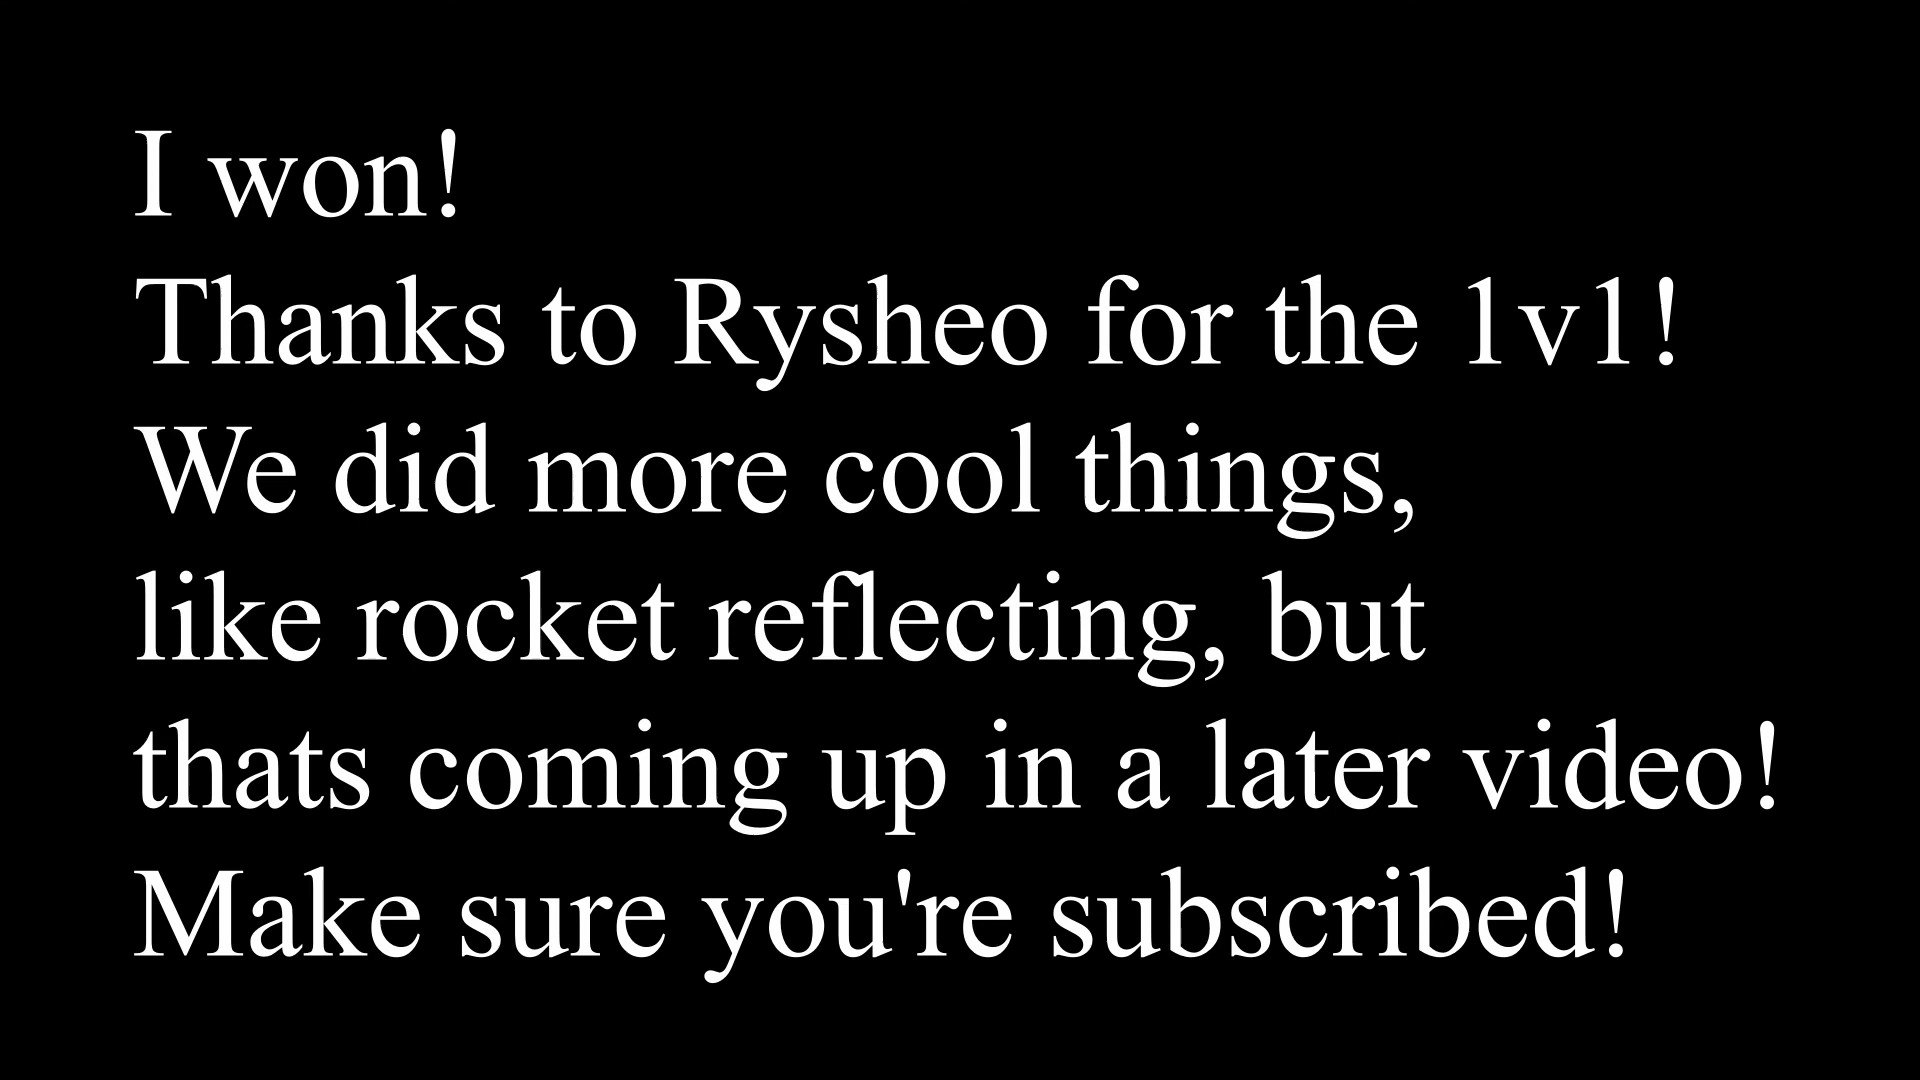 I won!
Thanks to Rysheo for the 1v1!
We did more cool things,
like rocket reflecting, but
thats coming up in a later video!
Make sure you're subscribed!